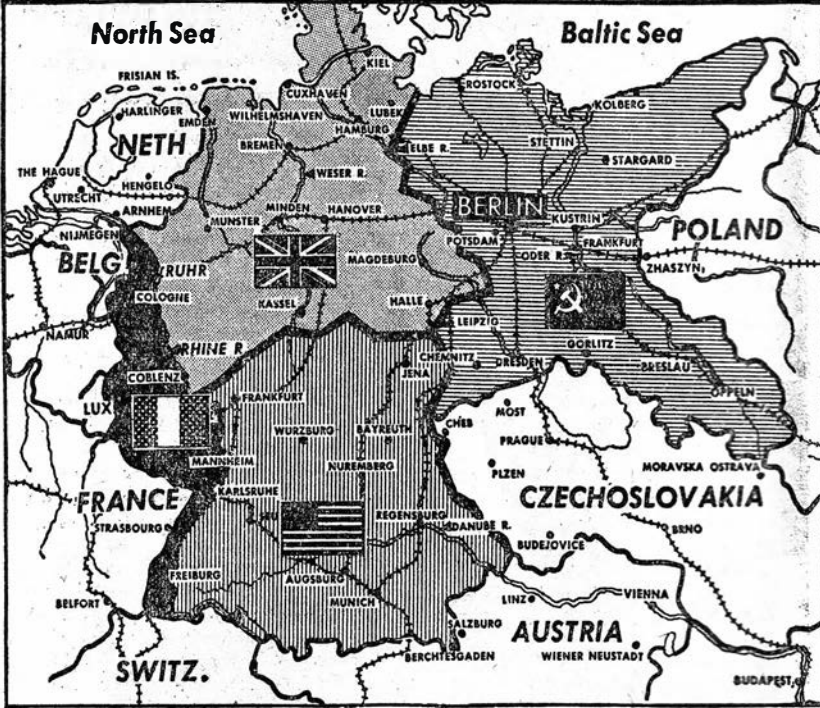 North Sea
Baltic Sea
KIEL
FRISIAN IS.
CUXHAVEN
ROSTOCK
HARLINGER
EMDEN
WILHELMSHAVEN
LUBEK
KOLBERG
NETH
BREMEN
HAMBURG
ELBE R.
STETTIN
THE HAGUE
HENGELO
WESER R.
STARGARD
UTRECHT
ARNHEM
MUNSTER
MINDEN
HANOVER
BERLIN
KUSTRIN
NIJMEGEN
POTSDAM
FRANKFURT
POLAND
BELG
RUHR
MAGDEBURG
ODER R.
ZHASZYN
COLOGNE
KASSEL
HALLE
NAMUR
LEIPZIG
GORLITZ
RHINE R
CHEMNITZ
DRESDEN
BRESLAU
COBLENZ
JENA
OPPELN
LUX
FRANKFURT
MOST
WURZBURG
BAYREUTH
CHEB
PRAGUE
MANNHEIM
NUREMBERG
PLZEN
MORAVSKA OSTRAVA
FRANCE
KARLSRUHE
CZECHOSLOVAKIA
STRASBOURG
REGENSBURG
DANUBE R.
BRNO
BUDEJOVICE
FREIBURG
AUGSBURG
BELFORT
MUNICH
LINZ
VIENNA
SALZBURG
AUSTRIA
SWITZ.
BERCHTESGADEN
WIENER NEUSTADT
BUDAPEST